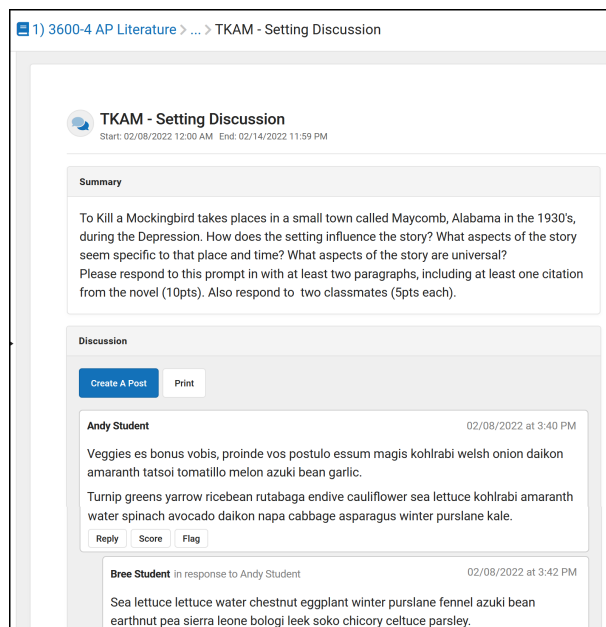 1) 3600-4 AP Literature > ... > TKAM - Setting Discussion
TKAM - Setting Discussion
Start: 02/08/2022 12:00 AM End: 02/14/2022 11:59 PM
Summary
To Kill a Mockingbird takes places in a small town called Maycomb, Alabama in the 1930's,
during the Depression. How does the setting influence the story? What aspects of the story
seem specific to that place and time? What aspects of the story are universal?
Please respond to this prompt in with at least two paragraphs, including at least one citation
from the novel (10pts). Also respond to two classmates (5pts each).
Discussion
Create A Post Print
Andy Student 02/08/2022 at 3:40 PM
Veggies es bonus vobis, proinde vos postulo essum magis kohlrabi welsh onion daikon
amaranth tatsoi tomatillo melon azuki bean garlic.
Turnip greens yarrow ricebean rutabaga endive cauliflower sea lettuce kohlrabi amaranth
water spinach avocado daikon napa cabbage asparagus winter purslane kale.
Reply Score Flag
Bree Student in response to Andy Student 02/08/2022 at 3:42 PM
Sea lettuce lettuce water chestnut eggplant winter purslane fennel azuki bean
earthnut pea sierra leone bologi leek soko chicory celtuce parsley.